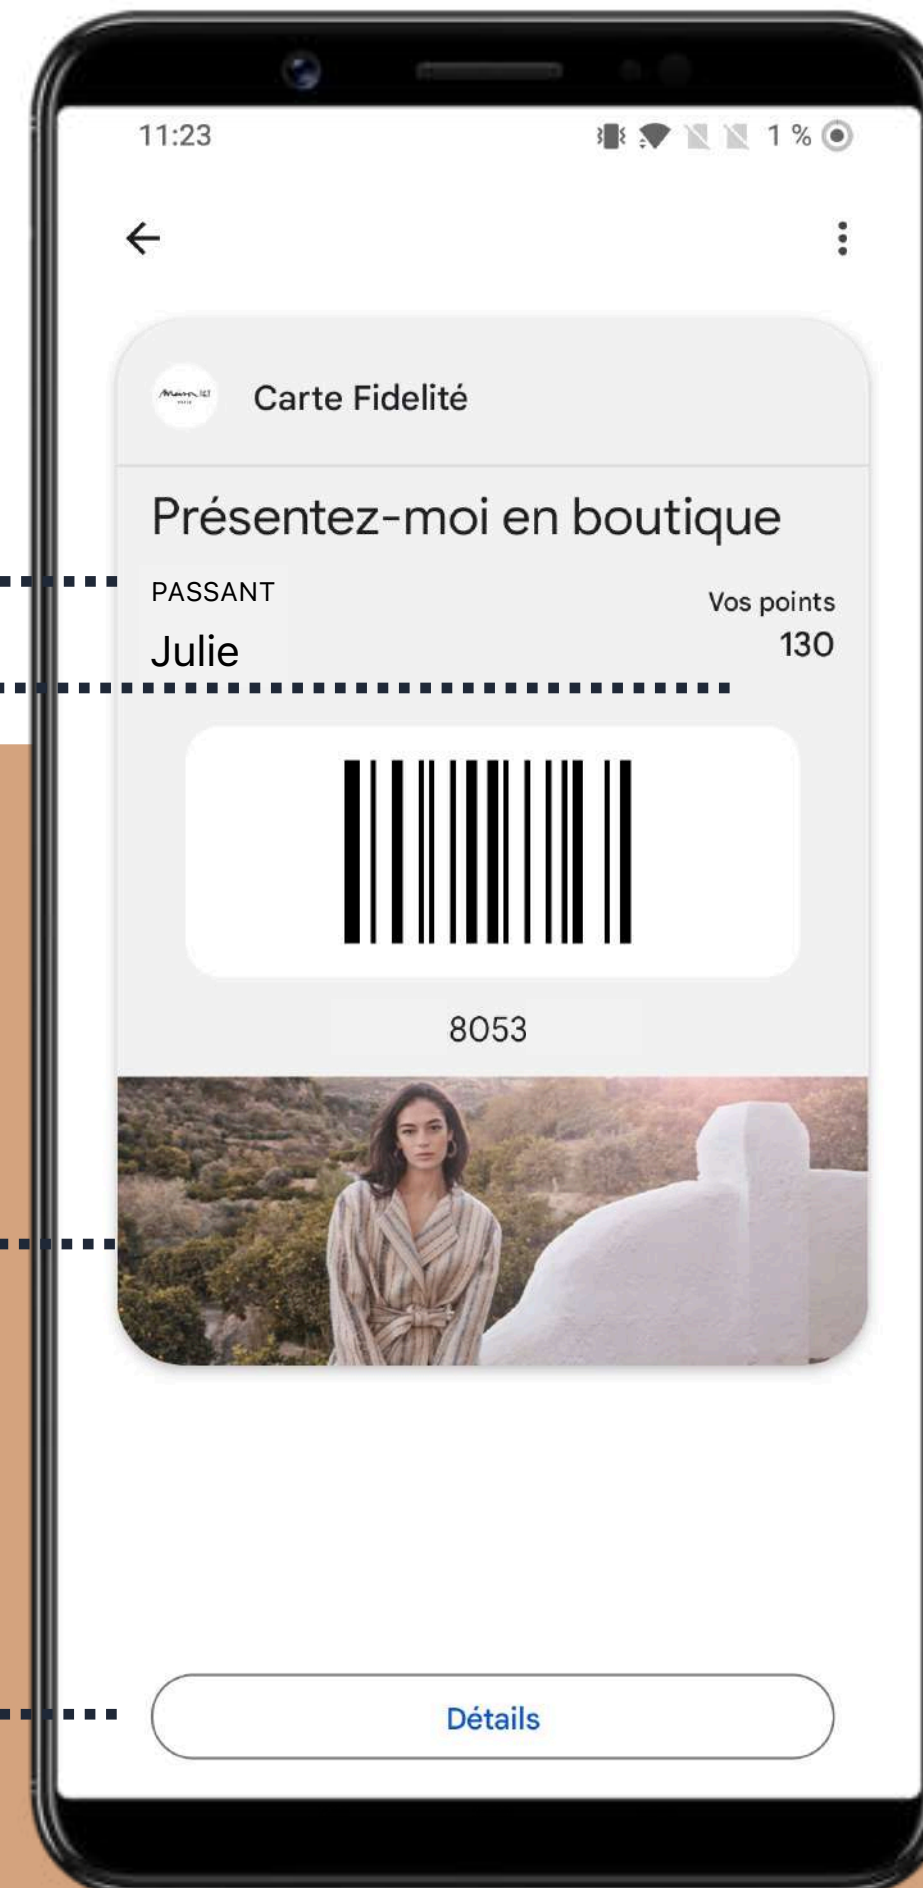 11:23
1 %
Carte Fidelité
Présentez-moi en boutique
PASSANT
Vos points
Julie
130
8053
Détails